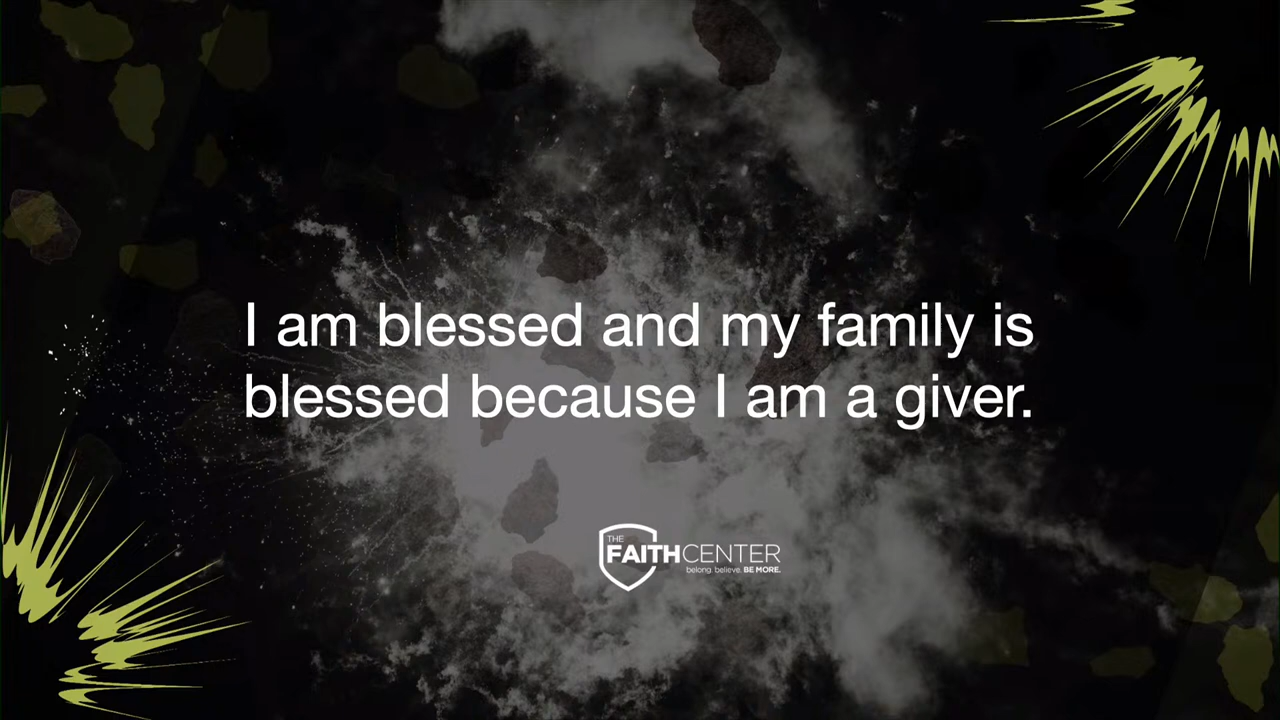 I am blessed and my family is
blessed because I am a giver.
THE
FAITHCENTER
belong. believe. BE MORE.